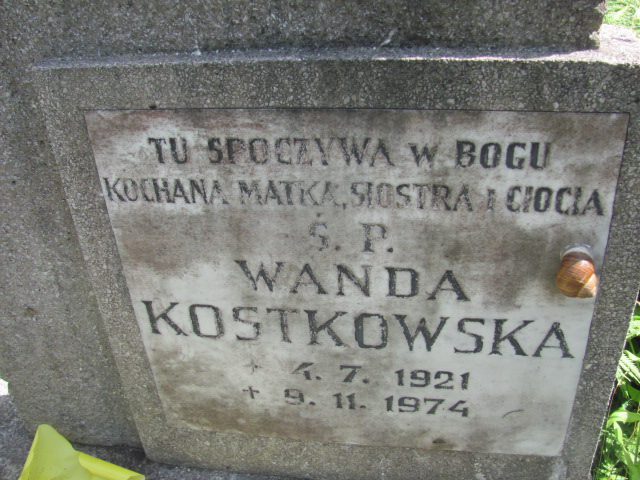 TU SPOCZYWA W BOGU
KOCHANA MATKA, SIOSTRA I CIOCIA
Ś. P.
WANDA
KOSTKOWSKA
+ 4. 7. 1921
+ 9. 11. 1974